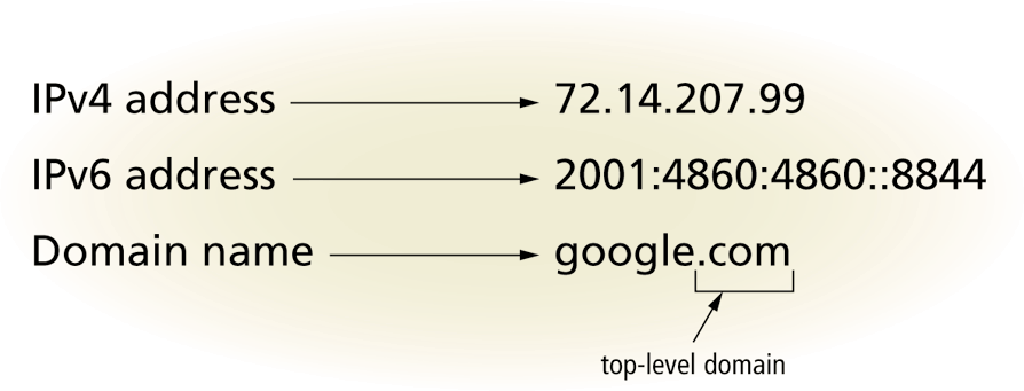 IPv4 address 72.14.207.99
IPv6 address 2001:4860:4860::8844
Domain name google.com
top-level domain